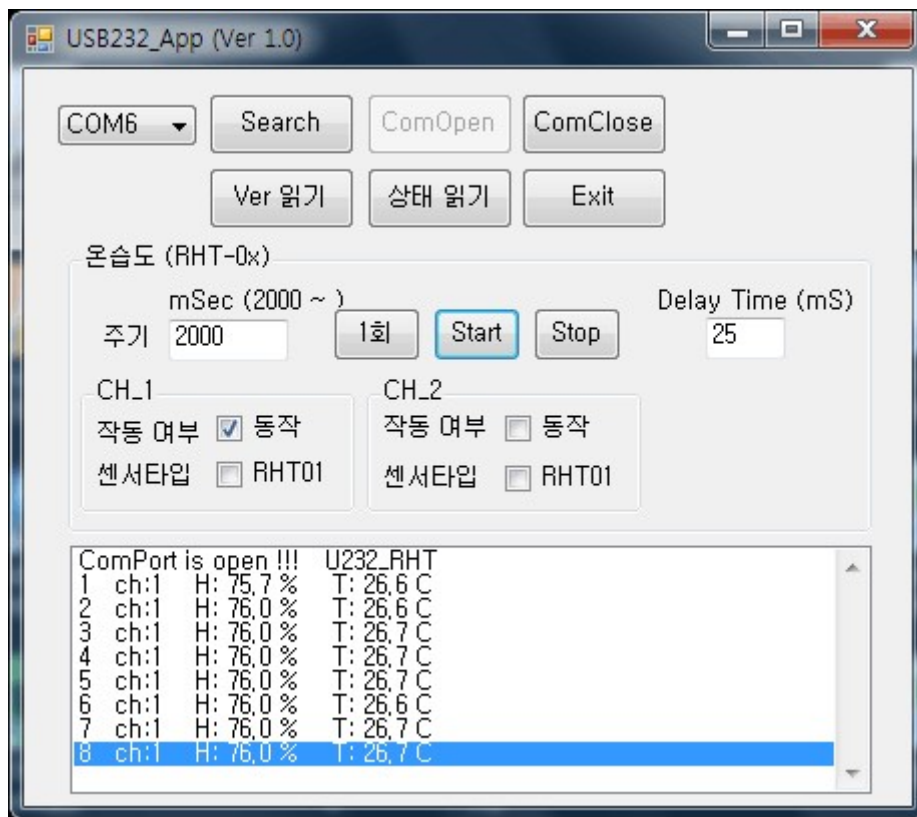 USB232_App (Ver 1.0)
COM6 Search ComOpen ComClose
Ver 읽기 상태 읽기 Exit
온습도 (RHT-0x)
mSec (2000 ~ ) Delay Time (mS)
주기 2000 1회 Start Stop 25
CH_1 CH_2
작동 여부 동작 작동 여부 동작
센서타입 RHT01 센서타입 RHT01
ComPort is open !!! U232_RHT
1 ch:1 H: 75.7 % T: 26.6 C
2 ch:1 H: 76.0 % T: 26.6 C
3 ch:1 H: 76.0 % T: 26.7 C
4 ch:1 H: 76.0 % T: 26.7 C
5 ch:1 H: 76.0 % T: 26.7 C
6 ch:1 H: 76.0 % T: 26.6 C
7 ch:1 H: 76.0 % T: 26.7 C
8 ch:1 H: 76.0 % T: 26.7 C